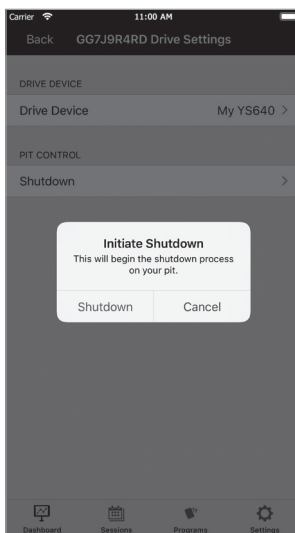 Carrier 11:00 AM
Back GG7J9R4RD Drive Settings
DRIVE DEVICE
Drive Device My YS640 >
PIT CONTROL
Shutdown >
Initiate Shutdown
This will begin the shutdown process
on your pit.
Shutdown Cancel
Dashboard Sessions Programs Settings